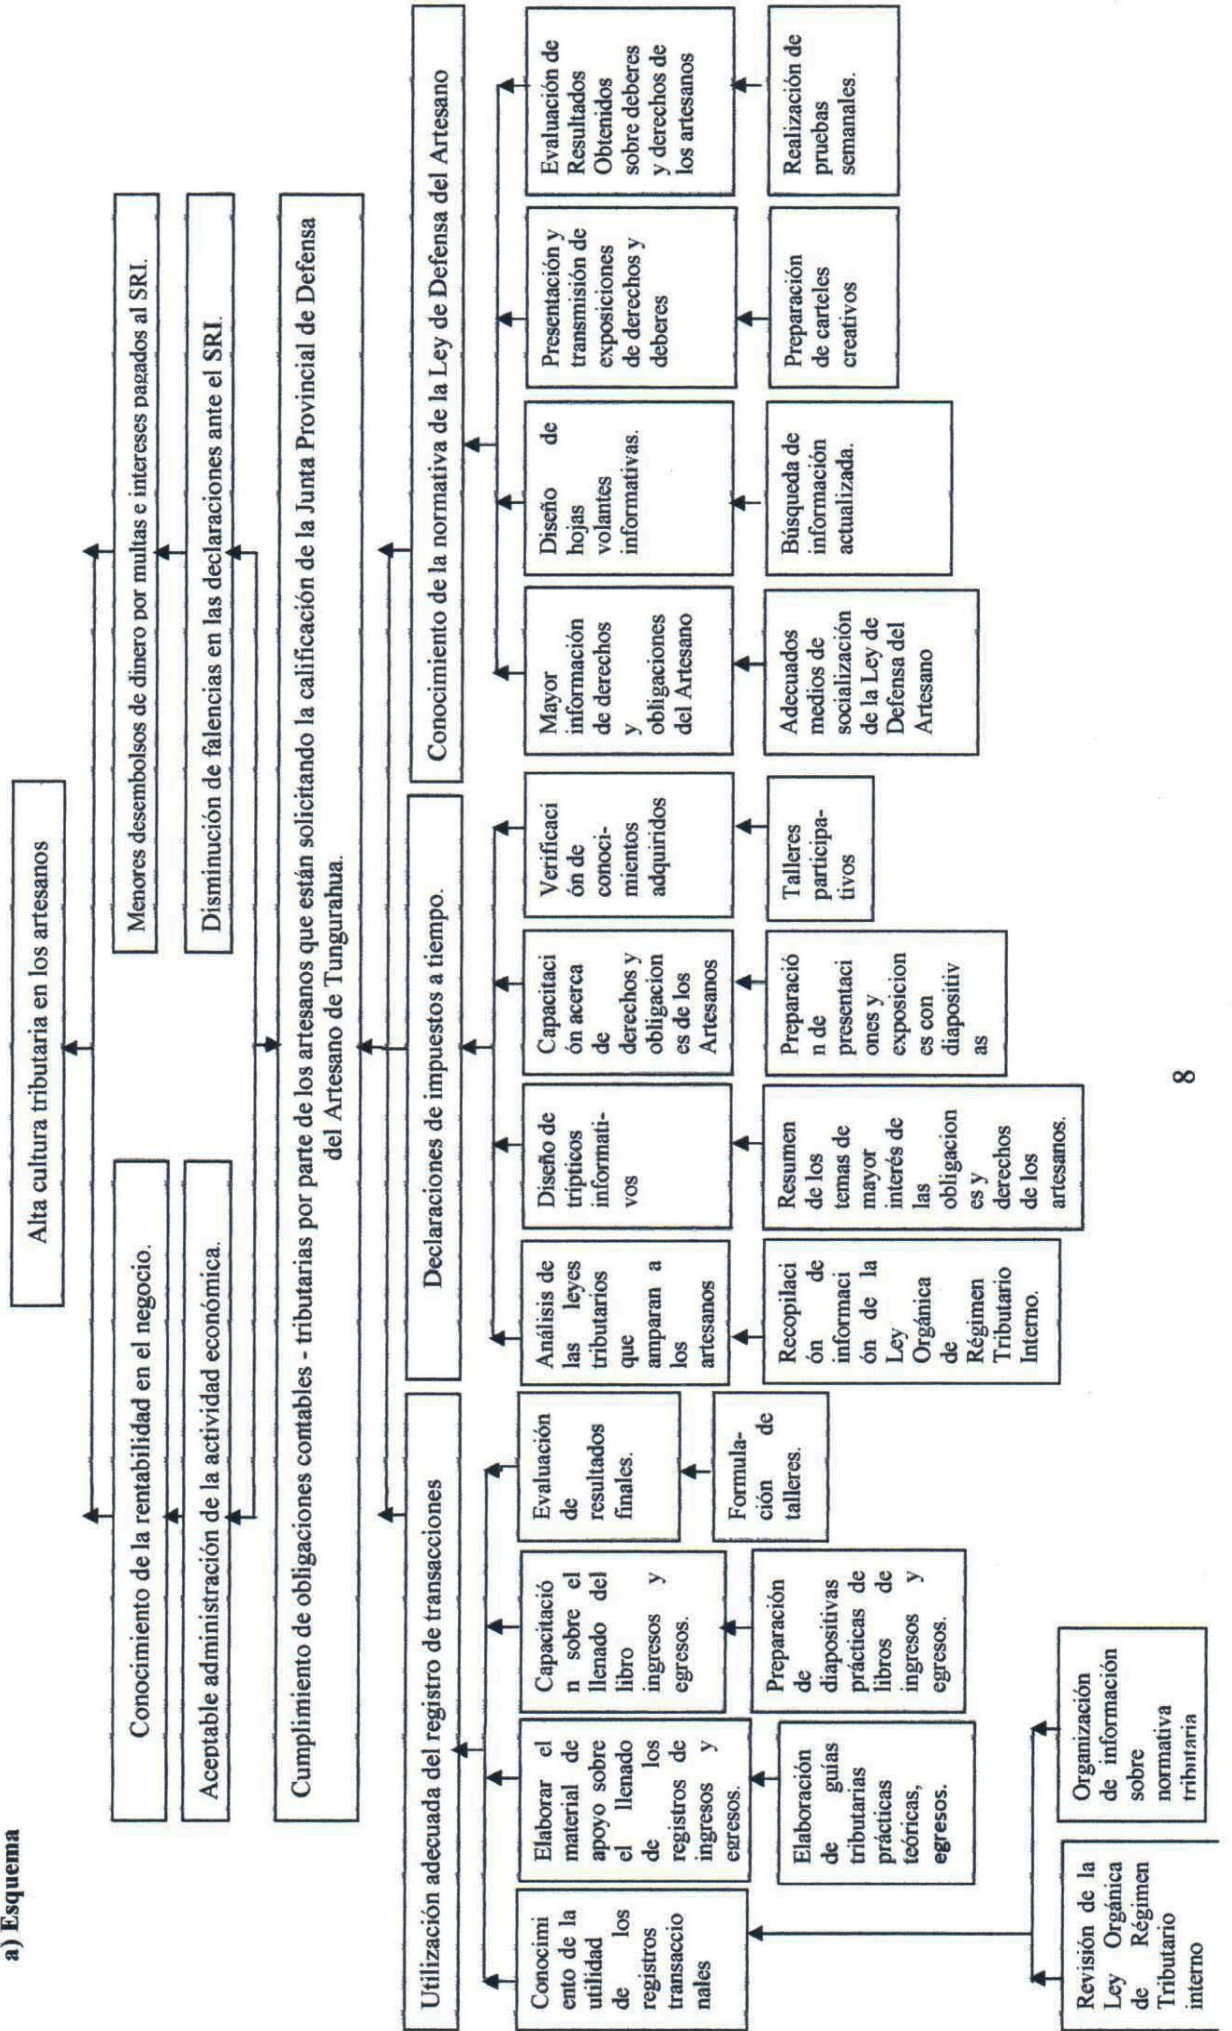 a) Esquema
Alta cultura tributaria en los artesanos
Conocimiento de la rentabilidad en el negocio.
Menores desembolsos de dinero por multas e intereses pagados al SRI.
Aceptable administración de la actividad económica.
Disminución de falencias en las declaraciones ante el SRI.
Cumplimiento de obligaciones contables - tributarias por parte de los artesanos que están solicitando la calificación de la Junta Provincial de Defensa
del Artesano de Tungurahua.
Utilización adecuada del registro de transacciones
Declaraciones de impuestos a tiempo.
Conocimiento de la normativa de la Ley de Defensa del Artesano
Conocimi
ento de la
utilidad
de los
registros
transaccio
nales
Elaborar el
material de
apoyo sobre
el llenado
de los
registros de
ingresos y
egresos.
Capacitació
n sobre el
llenado del
libro
ingresos y
egresos.
Evaluación
de
resultados
finales.
Análisis de
las leyes
tributarios
que
amparan a
los
artesanos
Diseño de
trípticos
informati-
vos
Capacitaci
ón acerca
de
derechos y
obligacion
es de los
Artesanos
Verificaci
ón de
conoci-
mientos
adquiridos
Mayor
información
de derechos
y
obligaciones
del Artesano
Diseño de
hojas
volantes
informativas.
Presentación y
transmisión de
exposiciones
de derechos y
deberes
Evaluación de
Resultados
Obtenidos
sobre deberes
y derechos de
los artesanos
Elaboración
de guías
tributarias
prácticas
teóricas,
egresos.
Preparación
de
diapositivas
prácticas de
libros de
ingresos y
egresos.
Formula-
ción de
talleres.
Recopilaci
ón de
informaci
ón de la
Ley
Orgánica
de
Régimen
Tributario
Interno.
Resumen
de los
temas de
mayor
interés de
las
obligacion
es y
derechos
de los
artesanos.
Preparació
n de
presentaci
ones y
exposicion
es con
diapositiv
as
Talleres
participa-
tivos
Adecuados
medios de
socialización
de la Ley de
Defensa del
Artesano
Búsqueda de
información
actualizada.
Preparación
de carteles
creativos
Realización de
pruebas
semanales.
Revisión de la
Ley Orgánica
de Régimen
Tributario
interno
Organización
de información
sobre
normativa
tributaria
8